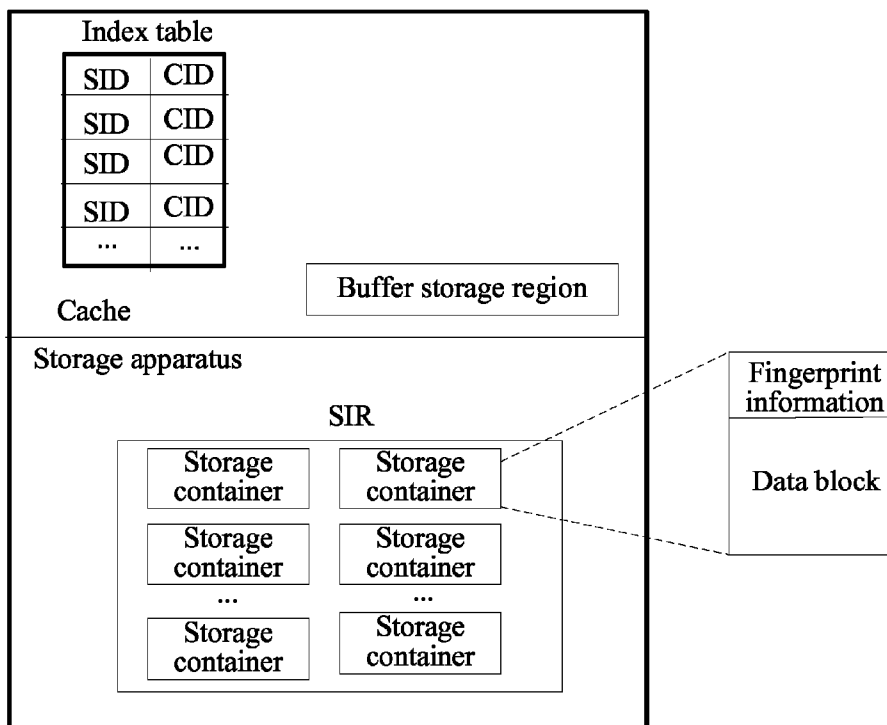 Index table
SID CID
SID CID
SID CID
SID CID
... ...
Buffer storage region
Cache
Storage apparatus
SIR
Storage
container
Storage
container
Storage
container
Storage
container
... ...
Storage
container
Storage
container
Fingerprint
information
Data block